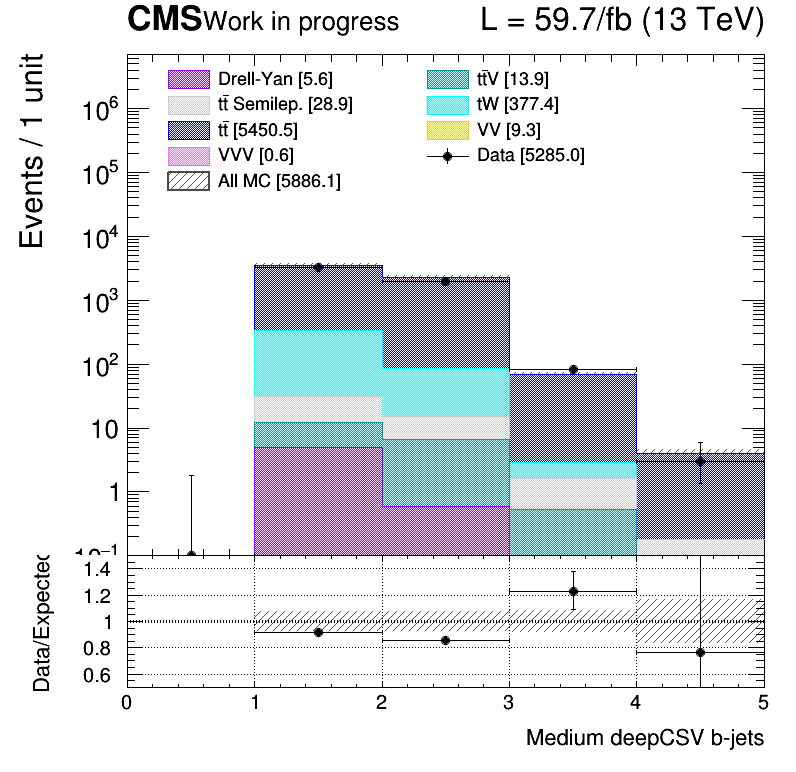 CMS Work in progress L = 59.7/fb (13 TeV)
Events / 1 unit
Drell-Yan [5.6] tt̄V [13.9]
tt̄ Semilep. [28.9] tW [377.4]
tt̄ [5450.5] VV [9.3]
VVV [0.6] Data [5285.0]
All MC [5886.1]
10⁶
10⁵
10⁴
10³
10²
10
1
10⁻¹
Data/Expected
1.4
1.2
1
0.8
0.6
0 1 2 3 4 5
Medium deepCSV b-jets